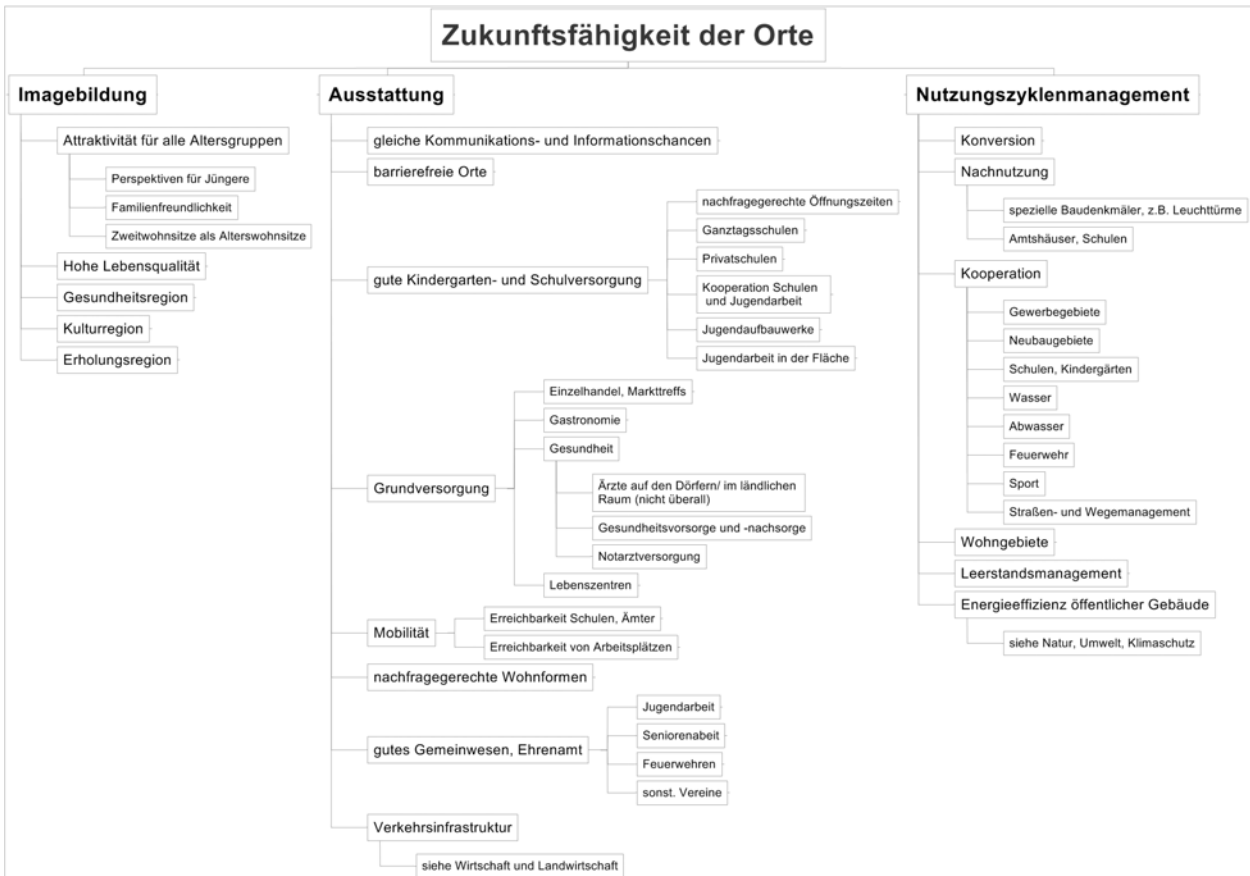 Zukunftsfähigkeit der Orte
Imagebildung
Attraktivität für alle Altersgruppen
Perspektiven für Jüngere
Familienfreundlichkeit
Zweitwohnsitze als Alterswohnsitze
Hohe Lebensqualität
Gesundheitsregion
Kulturregion
Erholungsregion
Ausstattung
gleiche Kommunikations- und Informationschancen
barrierefreie Orte
gute Kindergarten- und Schulversorgung
nachfragegerechte Öffnungszeiten
Ganztagsschulen
Privatschulen
Kooperation Schulen
und Jugendarbeit
Jugendaufbauwerke
Jugendarbeit in der Fläche
Grundversorgung
Einzelhandel, Markttreffs
Gastronomie
Gesundheit
Ärzte auf den Dörfern/ im ländlichen
Raum (nicht überall)
Gesundheitsvorsorge und -nachsorge
Notarztversorgung
Lebenszentren
Mobilität
Erreichbarkeit Schulen, Ämter
Erreichbarkeit von Arbeitsplätzen
nachfragegerechte Wohnformen
gutes Gemeinwesen, Ehrenamt
Jugendarbeit
Seniorenabeit
Feuerwehren
sonst. Vereine
Verkehrsinfrastruktur
siehe Wirtschaft und Landwirtschaft
Nutzungszyklenmanagement
Konversion
Nachnutzung
spezielle Baudenkmäler, z.B. Leuchttürme
Amtshäuser, Schulen
Kooperation
Gewerbegebiete
Neubaugebiete
Schulen, Kindergärten
Wasser
Abwasser
Feuerwehr
Sport
Straßen- und Wegemanagement
Wohngebiete
Leerstandsmanagement
Energieeffizienz öffentlicher Gebäude
siehe Natur, Umwelt, Klimaschutz